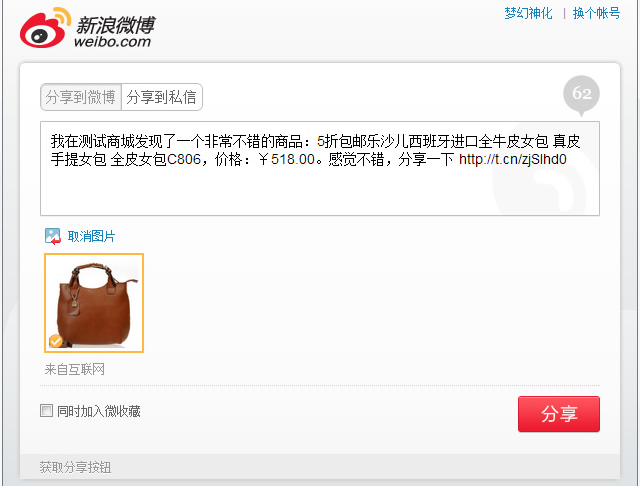 新浪微博
weibo.com
梦幻神化 | 换个帐号
分享到微博 分享到私信
62
我在测试商城发现了一个非常不错的商品：5折包邮乐沙儿西班牙进口全牛皮女包 真皮
手提女包 全皮女包C806，价格：￥518.00。感觉不错，分享一下 http://t.cn/zjSlhd0
取消图片
来自互联网
同时加入微收藏
分享
获取分享按钮